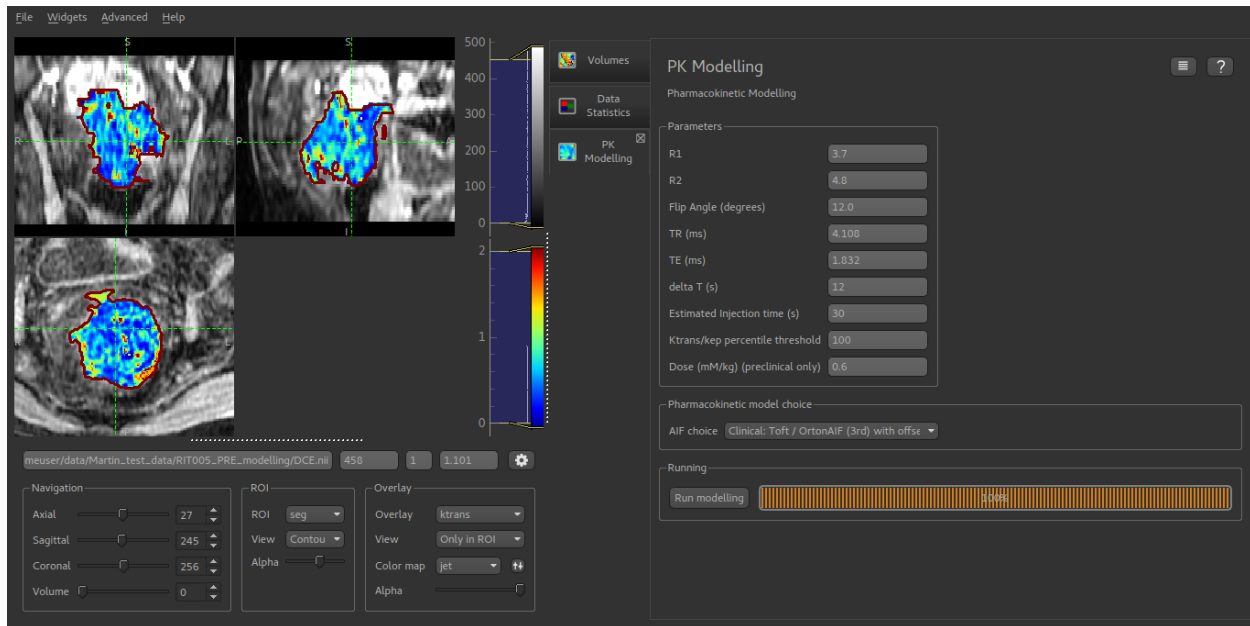 File Widgets Advanced Help
S
S
R
L
P
A
I
I
L
500
400
300
200
100
0
2
1
0
Volumes
Data
Statistics
PK
Modelling
meuser/data/Martin_test_data/RIT005_PRE_modelling/DCE.nii 458 1 1.101
Navigation
Axial 27
Sagittal 245
Coronal 256
Volume 0
ROI
ROI seg
View Contou
Alpha
Overlay
Overlay ktrans
View Only in ROI
Color map jet
Alpha
PK Modelling
?
Pharmacokinetic Modelling
Parameters
R1 3.7
R2 4.8
Flip Angle (degrees) 12.0
TR (ms) 4.108
TE (ms) 1.832
delta T (s) 12
Estimated Injection time (s) 30
Ktrans/kep percentile threshold 100
Dose (mM/kg) (preclinical only) 0.6
Pharmacokinetic model choice
AIF choice Clinical: Toft / OrtonAIF (3rd) with offse
Running
Run modelling 100%